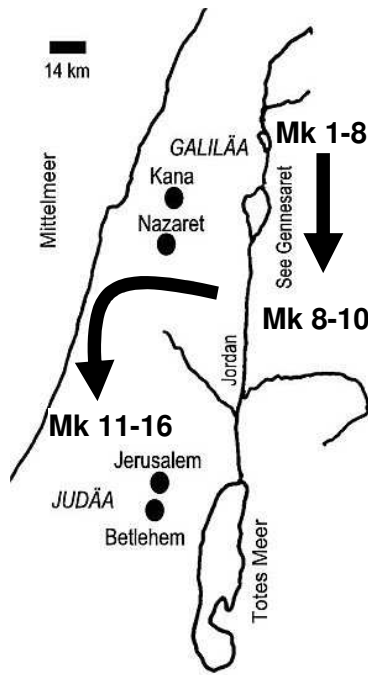 14 km
Mk 1-8
GALILÄA
Kana
Nazaret
Mittelmeer
See Gennesaret
Mk 8-10
Jordan
Mk 11-16
Jerusalem
JUDÄA
Betlehem
Totes Meer